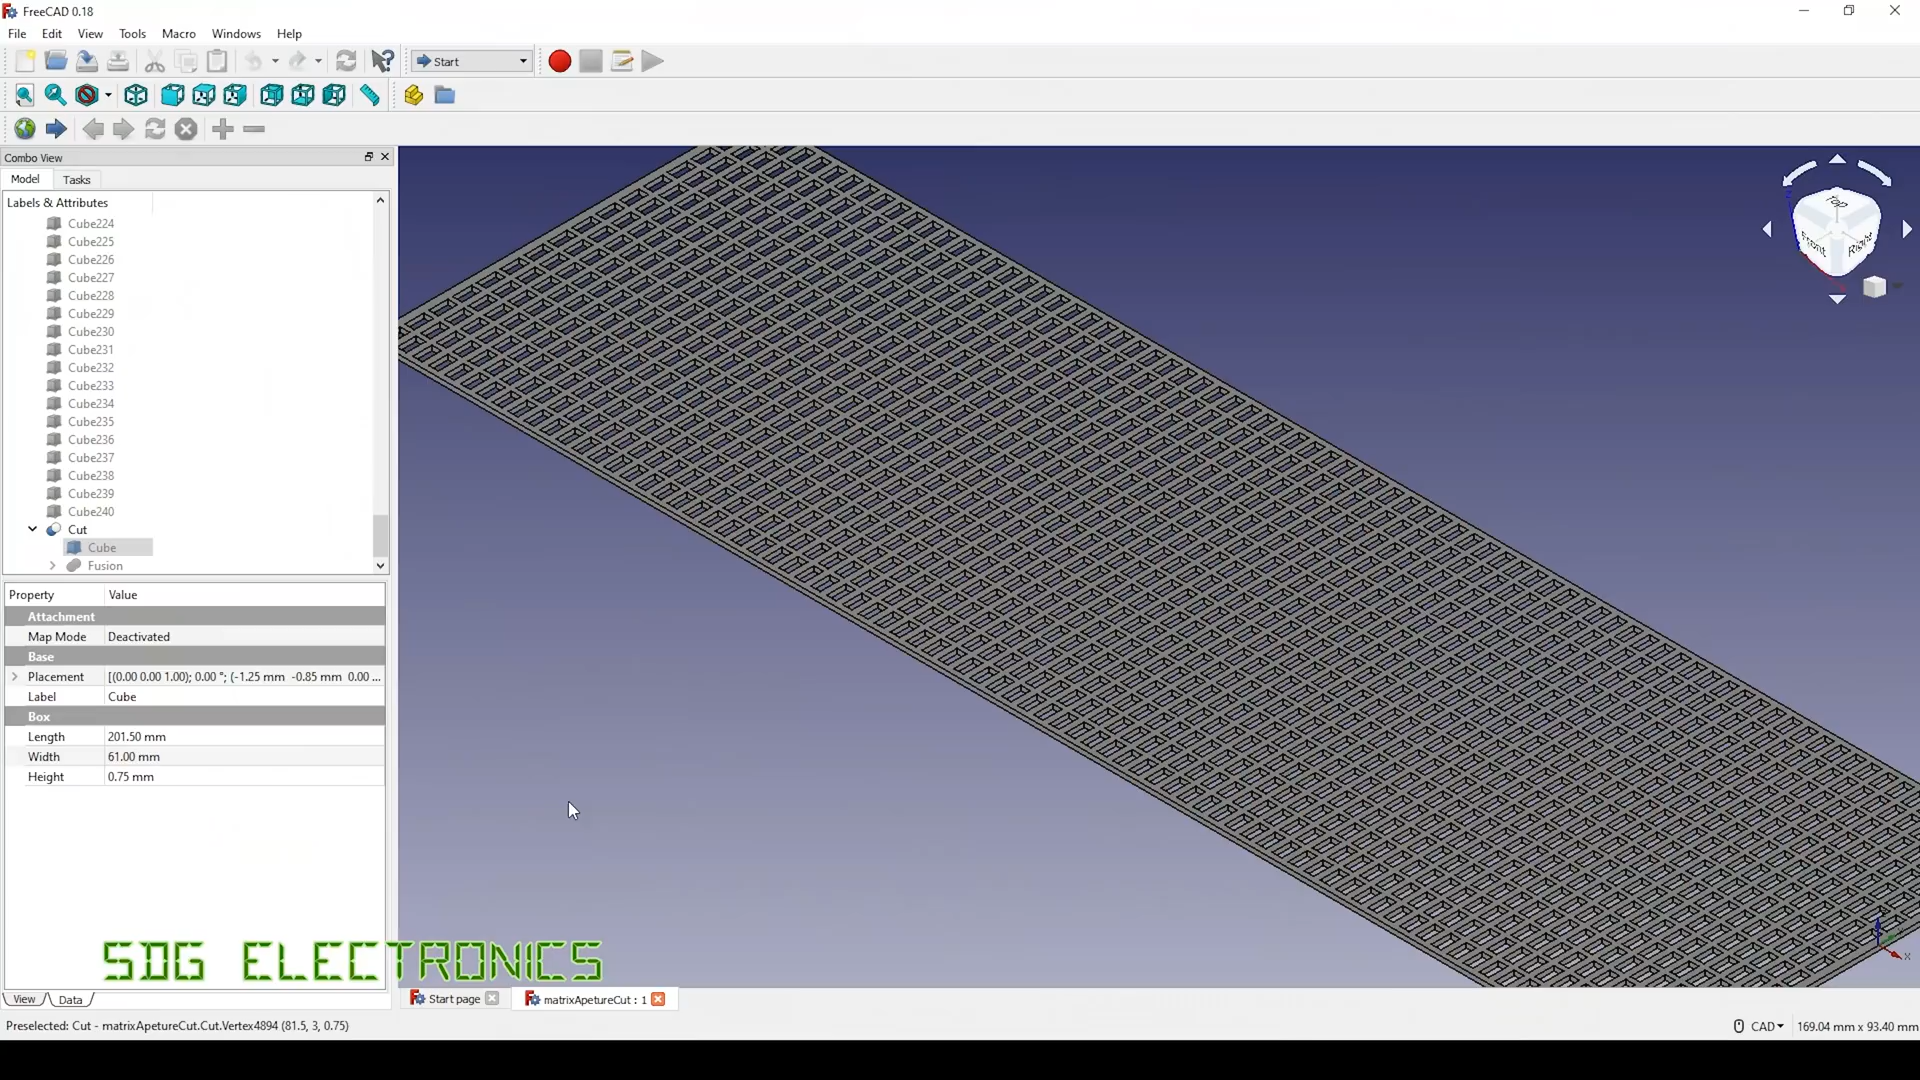 FreeCAD 0.18
File Edit View Tools Macro Windows Help
Start
Combo View
Model Tasks
Labels & Attributes
Cube224
Cube225
Cube226
Cube227
Cube228
Cube229
Cube230
Cube231
Cube232
Cube233
Cube234
Cube235
Cube236
Cube237
Cube238
Cube239
Cube240
Cut
Cube
Fusion
Property Value
Attachment
Map Mode Deactivated
Base
Placement [(0.00 0.00 1.00); 0.00 °; (-1.25 mm -0.85 mm 0.00 ...
Label Cube
Box
Length 201.50 mm
Width 61.00 mm
Height 0.75 mm
Top
Front Right
X
SDG ELECTRONICS
View Data
Start page matrixApetureCut : 1
Preselected: Cut - matrixApetureCut.Cut.Vertex4894 (81.5, 3, 0.75)
CAD 169.04 mm x 93.40 mm